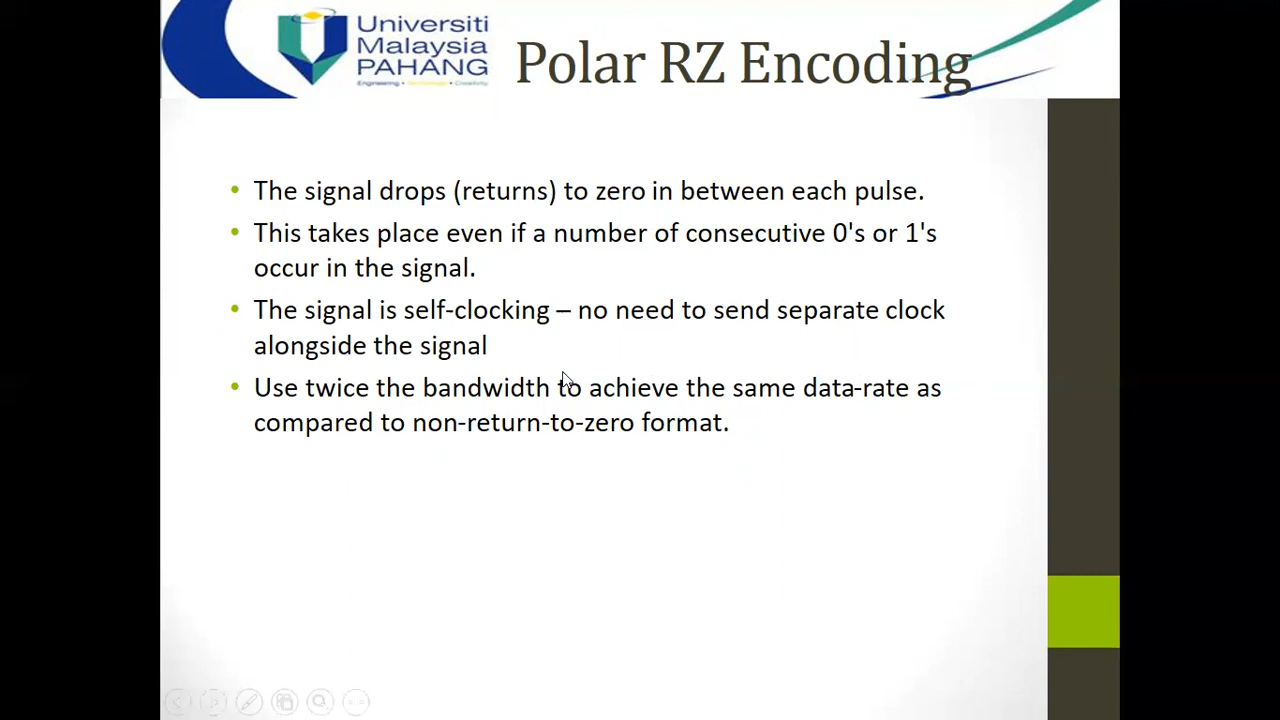 Universiti
Malaysia
PAHANG
Engineering • Technology • Creativity
Polar RZ Encoding
• The signal drops (returns) to zero in between each pulse.
• This takes place even if a number of consecutive 0's or 1's
occur in the signal.
• The signal is self-clocking – no need to send separate clock
alongside the signal
• Use twice the bandwidth to achieve the same data-rate as
compared to non-return-to-zero format.